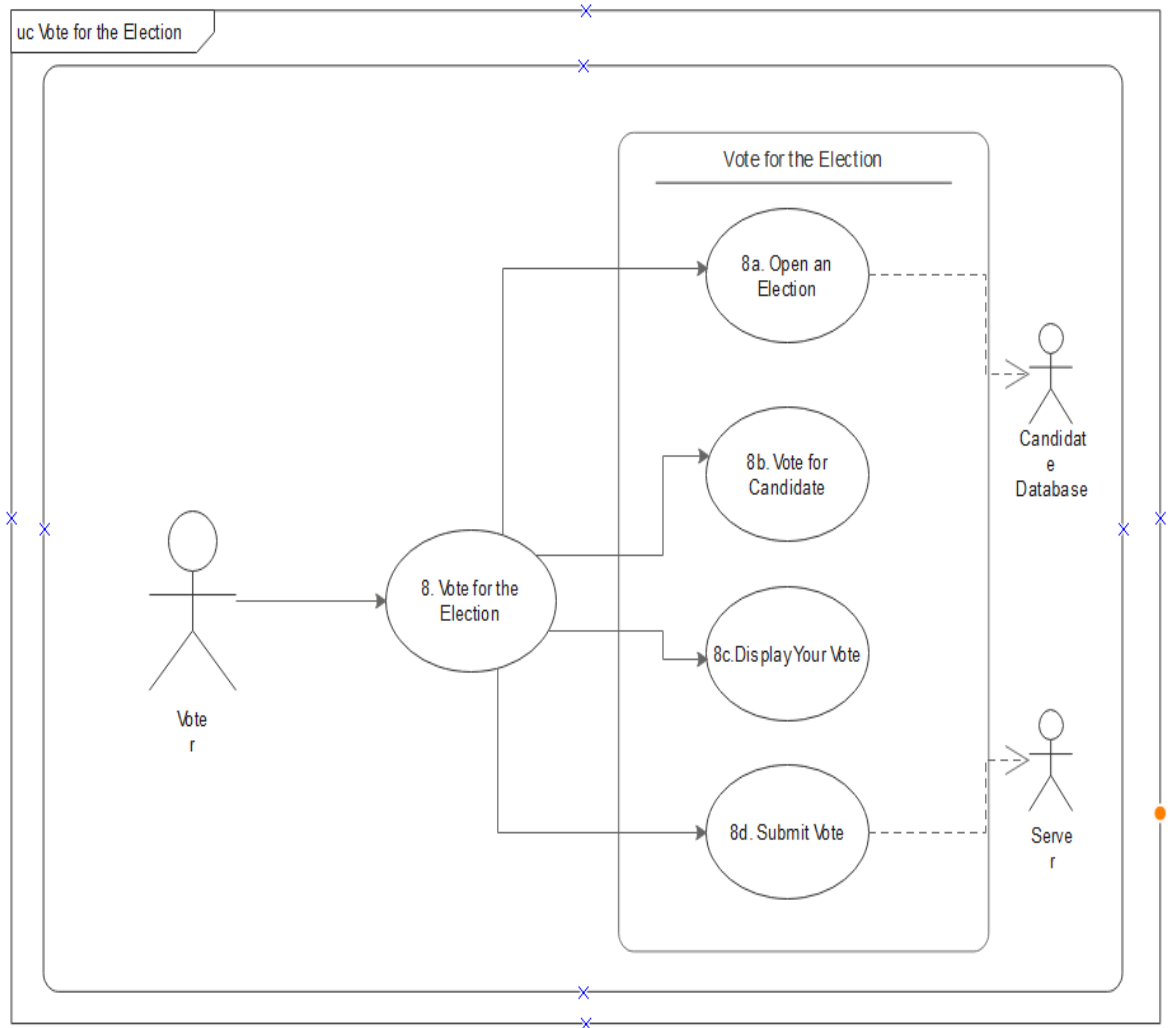 uc Vote for the Election
Vote for the Election
8a. Open an
Election
Candidat
e
Database
8b. Vote for
Candidate
8. Vote for the
Election
8c.Display Your Vote
Vote
r
8d. Submit Vote
Serve
r